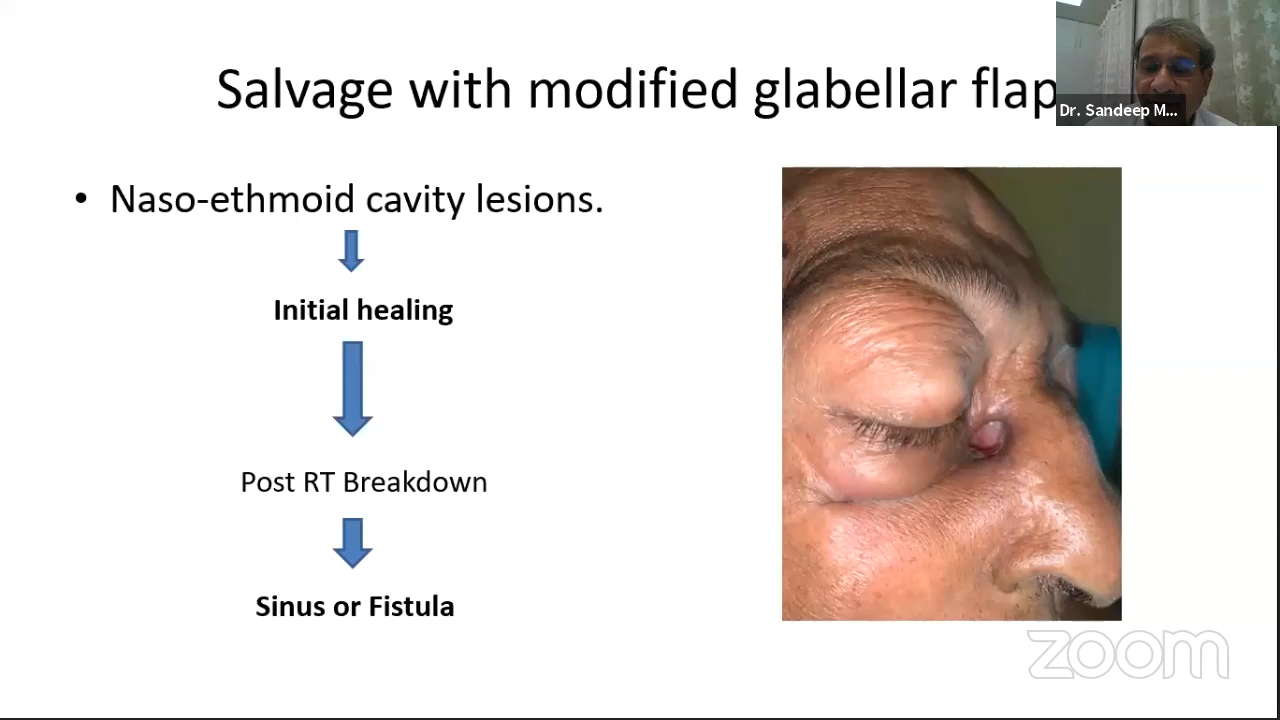 Salvage with modified glabellar flap
Dr. Sandeep M...
• Naso-ethmoid cavity lesions.
Initial healing
Post RT Breakdown
Sinus or Fistula
zoom